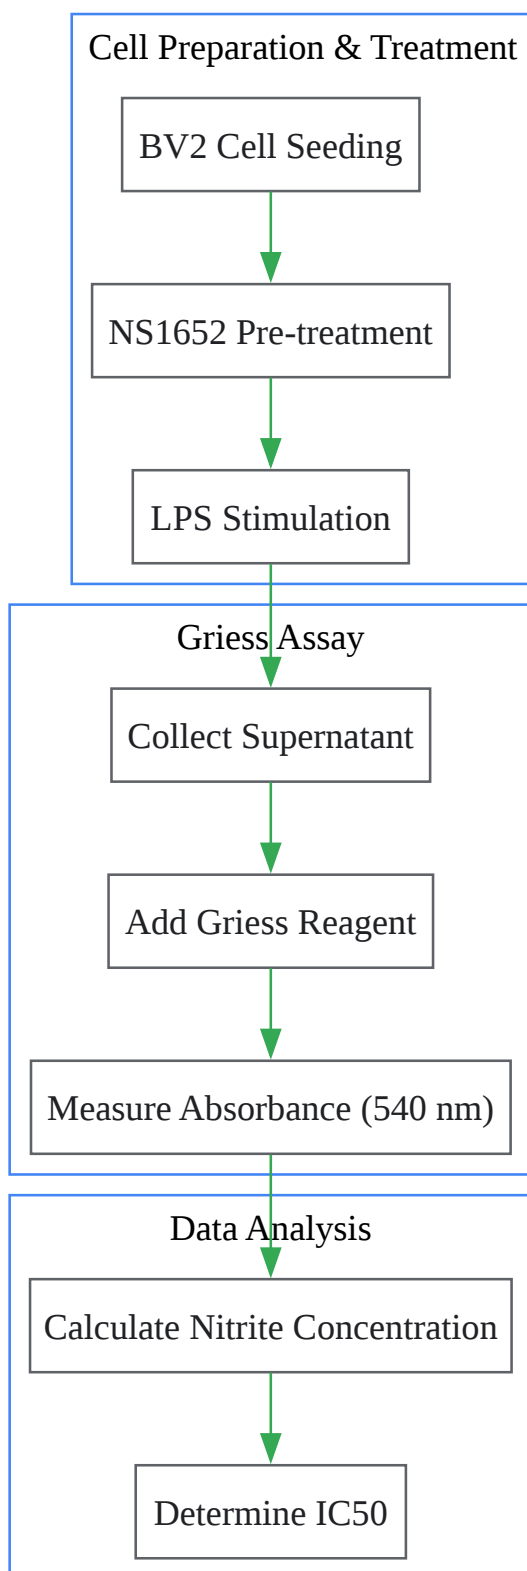 Cell Preparation & Treatment
BV2 Cell Seeding
NS1652 Pre-treatment
LPS Stimulation
Griess Assay
Collect Supernatant
Add Griess Reagent
Measure Absorbance (540 nm)
Data Analysis
Calculate Nitrite Concentration
Determine IC50